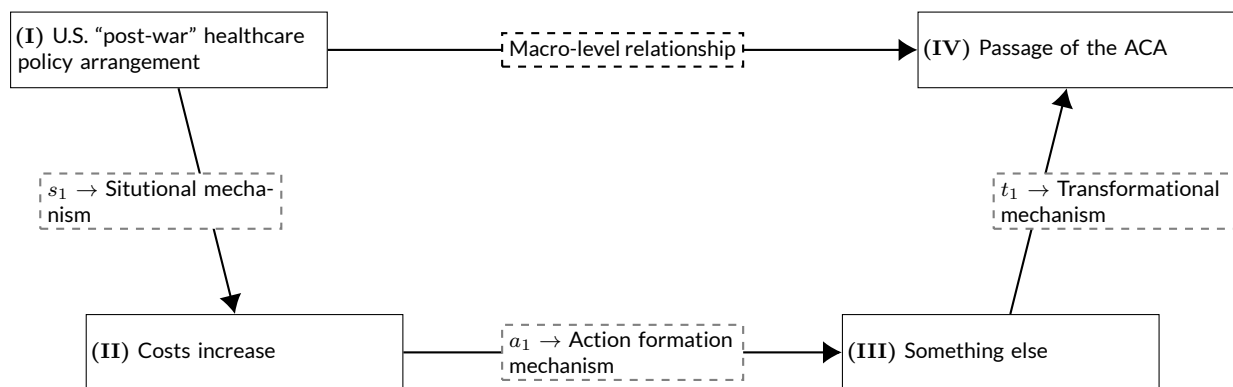 (I) U.S. “post-war” healthcare
policy arrangement
Macro-level relationship
(IV) Passage of the ACA
s₁ → Situtional mecha-
nism
t₁ → Transformational
mechanism
(II) Costs increase
a₁ → Action formation
mechanism
(III) Something else